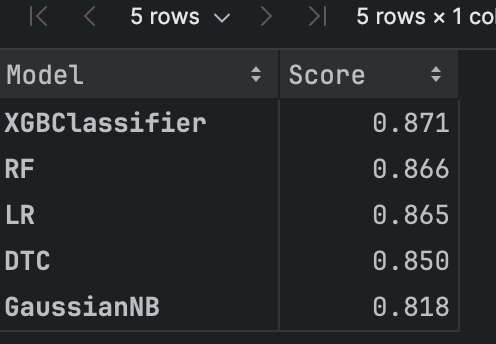 5 rows 5 rows × 1 co
Model Score
XGBClassifier 0.871
RF 0.866
LR 0.865
DTC 0.850
GaussianNB 0.818